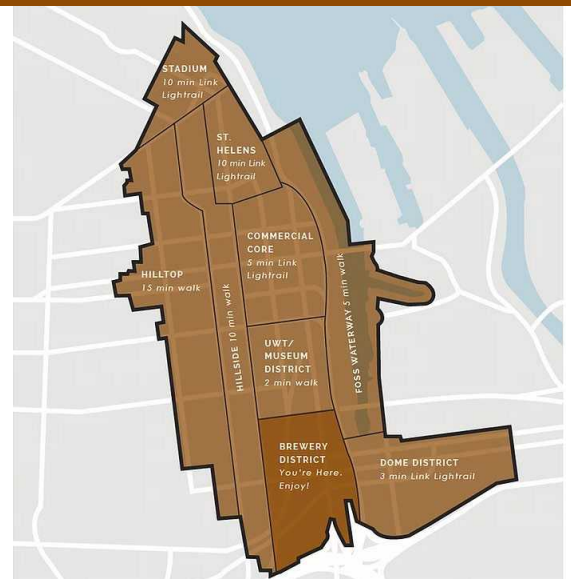 STADIUM
10 min Link
Lightrail
ST.
HELENS
10 min Link
Lightrail
COMMERCIAL
CORE
5 min Link
Lightrail
HILLTOP
15 min walk
HILLSIDE 10 min walk
FOSS WATERWAY 5 min walk
UWT/
MUSEUM
DISTRICT
2 min walk
BREWERY
DISTRICT
You're Here.
Enjoy!
DOME DISTRICT
3 min Link Lightrail